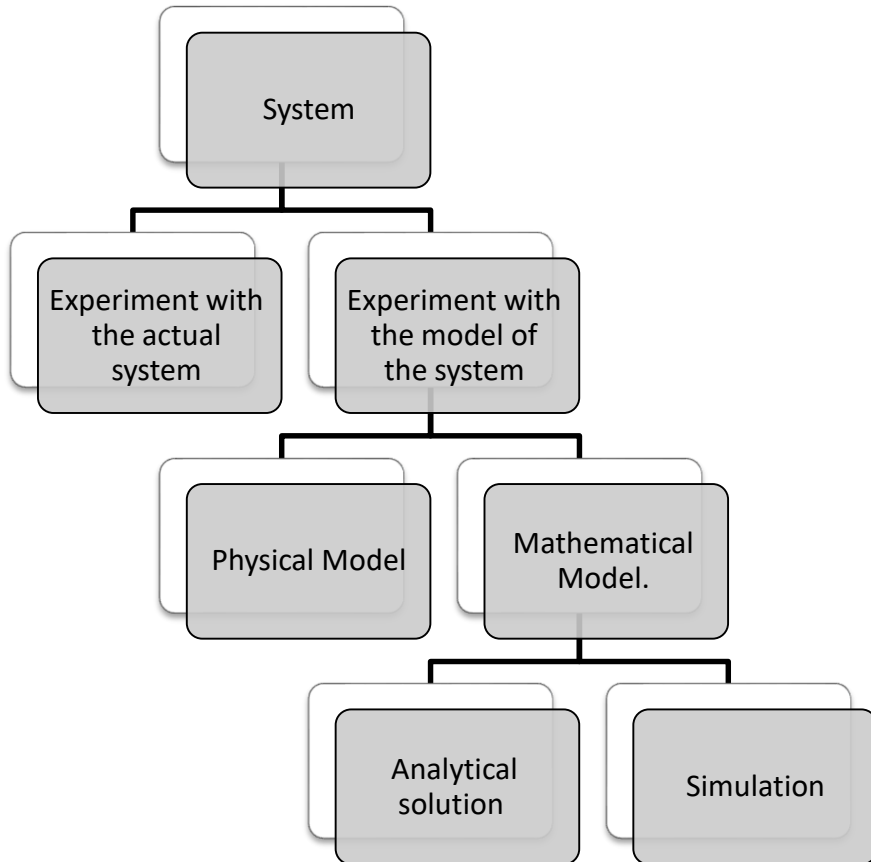 System
Experiment with
the actual
system
Experiment with
the model of
the system
Physical Model
Mathematical
Model.
Analytical
solution
Simulation